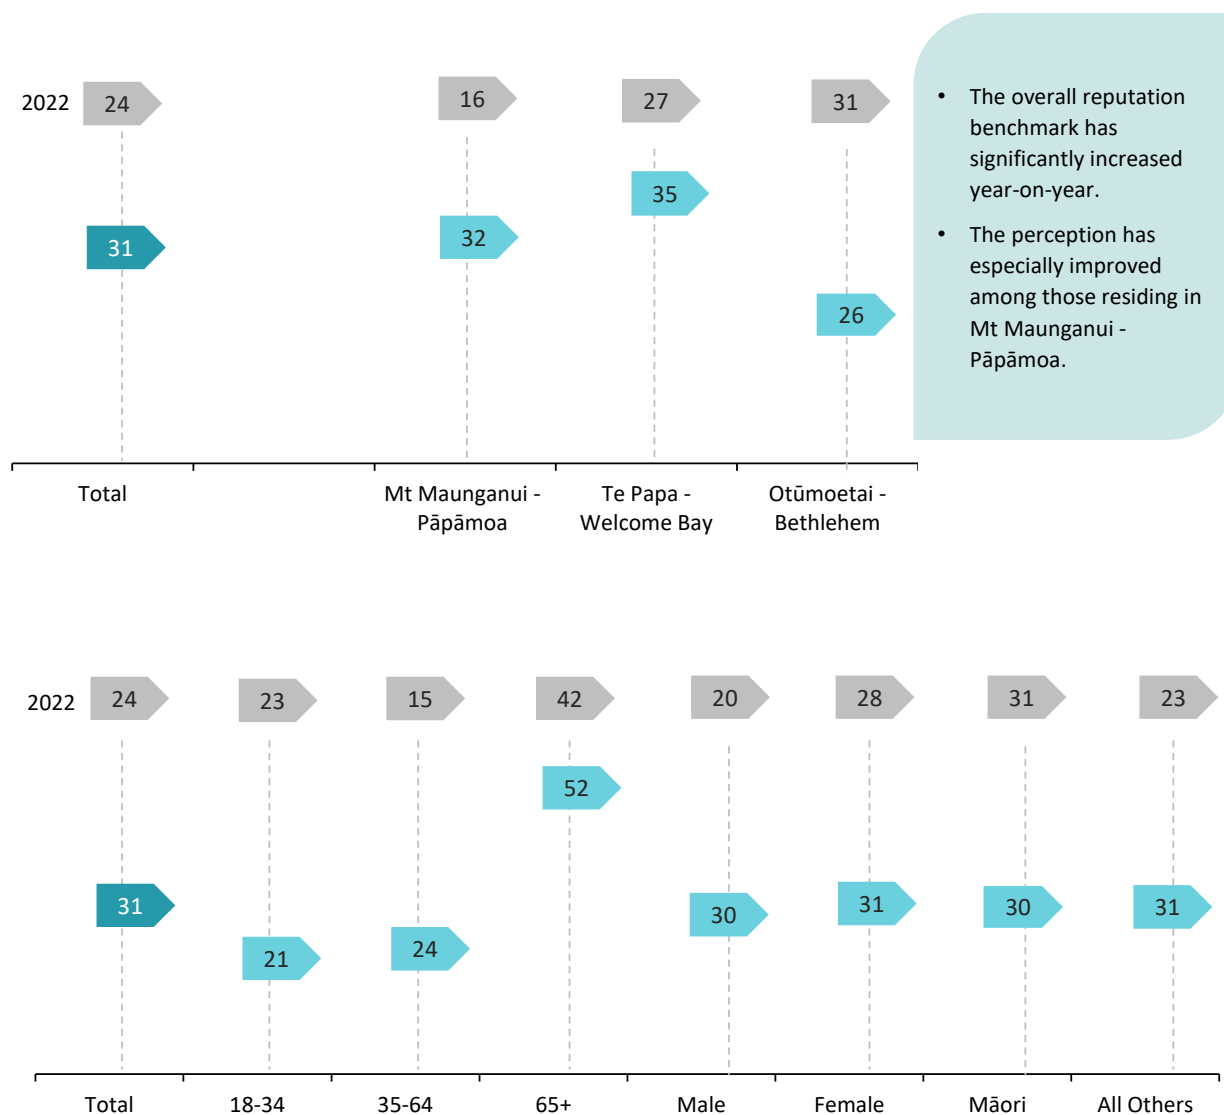 2022 24 16 27 31
35
31 32
26
• The overall reputation
benchmark has
significantly increased
year-on-year.
• The perception has
especially improved
among those residing in
Mt Maunganui -
Pāpāmoa.
Total
Mt Maunganui -
Pāpāmoa
Te Papa -
Welcome Bay
Otūmoetai -
Bethlehem
2022 24 23 15 42 20 28 31 23
52
31 30 31 30 31
21 24
Total 18-34 35-64 65+ Male Female Māori All Others